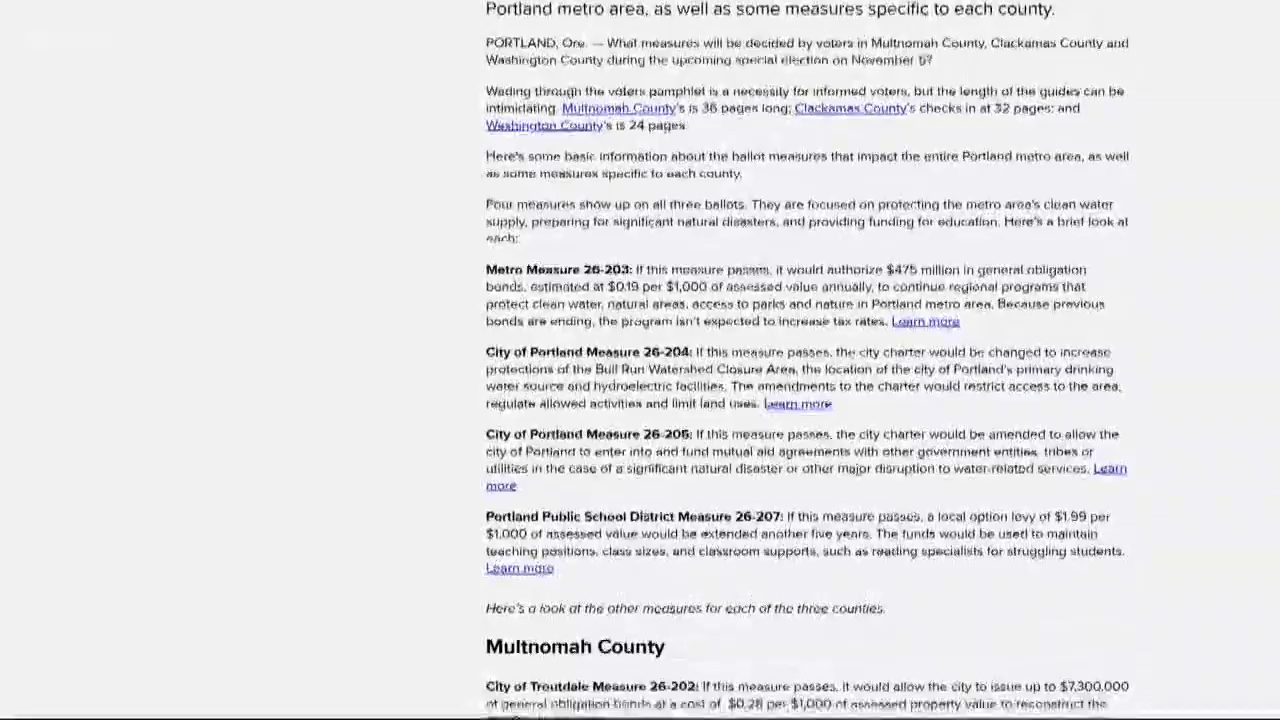 Portland metro area, as well as some measures specific to each county.
PORTLAND, Ore. — What measures will be decided by voters in Multnomah County, Clackamas County and
Washington County during the upcoming special election on November 5?
Wading through the voters pamphlet is a necessity for informed voters, but the length of the guides can be
intimidating. Multnomah County's is 36 pages long; Clackamas County's checks in at 32 pages; and
Washington County's is 24 pages.
Here's some basic information about the ballot measures that impact the entire Portland metro area, as well
as some measures specific to each county.
Four measures show up on all three ballots. They are focused on protecting the metro area's clean water
supply, preparing for significant natural disasters, and providing funding for education. Here's a brief look at
each:
Metro Measure 26-203: If this measure passes, it would authorize $475 million in general obligation
bonds, estimated at $0.19 per $1,000 of assessed value annually, to continue regional programs that
protect clean water, natural areas, access to parks and nature in Portland metro area. Because previous
bonds are ending, the program isn't expected to increase tax rates. Learn more
City of Portland Measure 26-204: If this measure passes, the city charter would be changed to increase
protections of the Bull Run Watershed Closure Area, the location of the city of Portland's primary drinking
water source and hydroelectric facilities. The amendments to the charter would restrict access to the area,
regulate allowed activities and limit land uses. Learn more
City of Portland Measure 26-205: If this measure passes, the city charter would be amended to allow the
city of Portland to enter into and fund mutual aid agreements with other government entities, tribes or
utilities in the case of a significant natural disaster or other major disruption to water-related services. Learn
more
Portland Public School District Measure 26-207: If this measure passes, a local option levy of $1.99 per
$1,000 of assessed value would be extended another five years. The funds would be used to maintain
teaching positions, class sizes, and classroom supports, such as reading specialists for struggling students.
Learn more
Here's a look at the other measures for each of the three counties.
Multnomah County
City of Troutdale Measure 26-202: If this measure passes, it would allow the city to issue up to $7,300,000
of general obligation bonds at a cost of $0.28 per $1,000 of assessed property value to reconstruct the